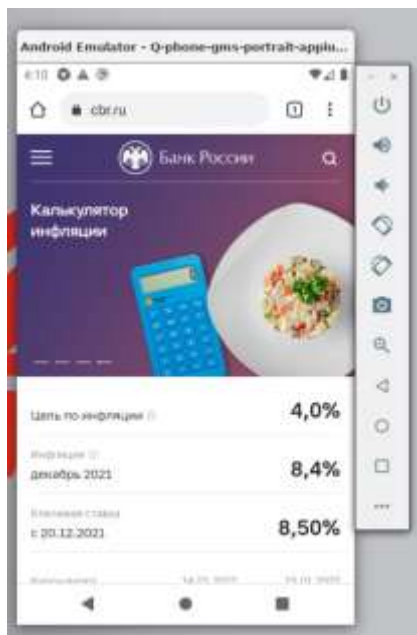 Android Emulator - Q-phone-gms-portrait-applu...
4:10
cbr.ru
1
Банк России
Калькулятор
инфляции
Цель по инфляции
4,0%
Инфляция
декабрь 2021
8,4%
Ключевая ставка
с 20.12.2021
8,50%